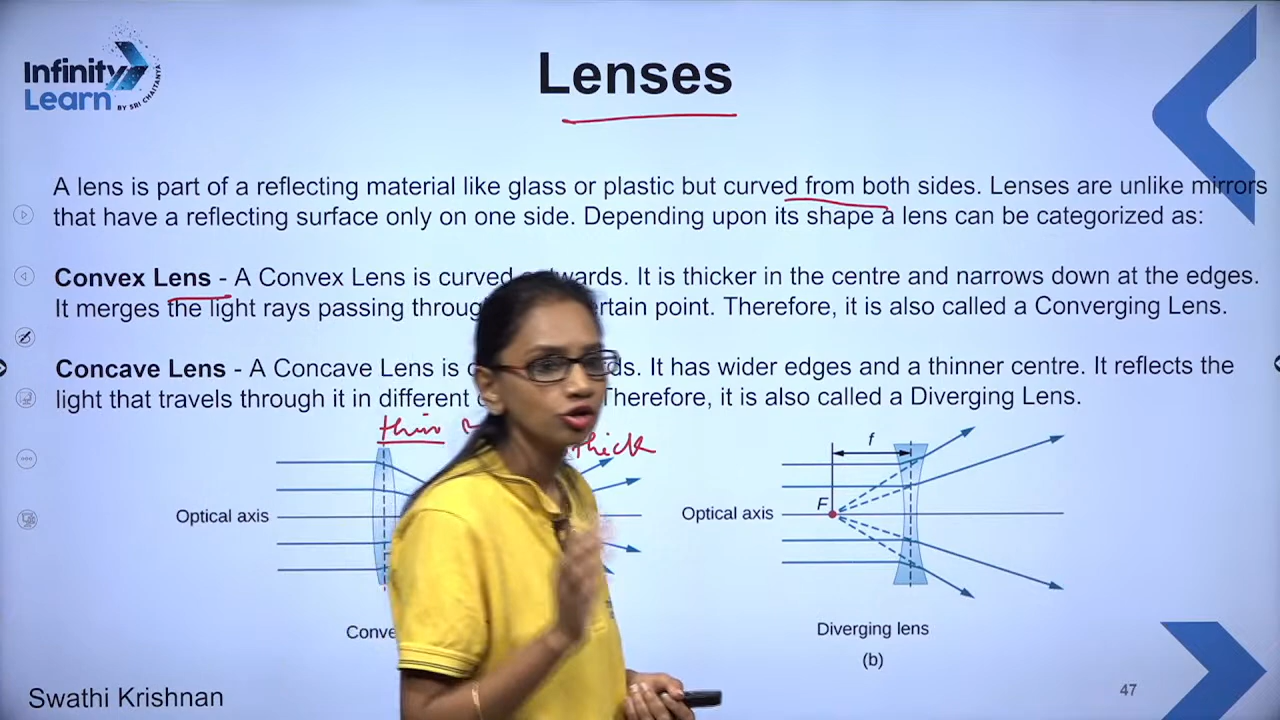 Infinity
Learn
BY SRI CHAITANYA
Lenses
A lens is part of a reflecting material like glass or plastic but curved from both sides. Lenses are unlike mirrors
that have a reflecting surface only on one side. Depending upon its shape a lens can be categorized as:
Convex Lens - A Convex Lens is curved wards. It is thicker in the centre and narrows down at the edges.
It merges the light rays passing throug ertain point. Therefore, it is also called a Converging Lens.
Concave Lens - A Concave Lens is ds. It has wider edges and a thinner centre. It reflects the
light that travels through it in different Therefore, it is also called a Diverging Lens.
thin thick
f
F
Optical axis
Optical axis
Conve
Diverging lens
(b)
Swathi Krishnan
47